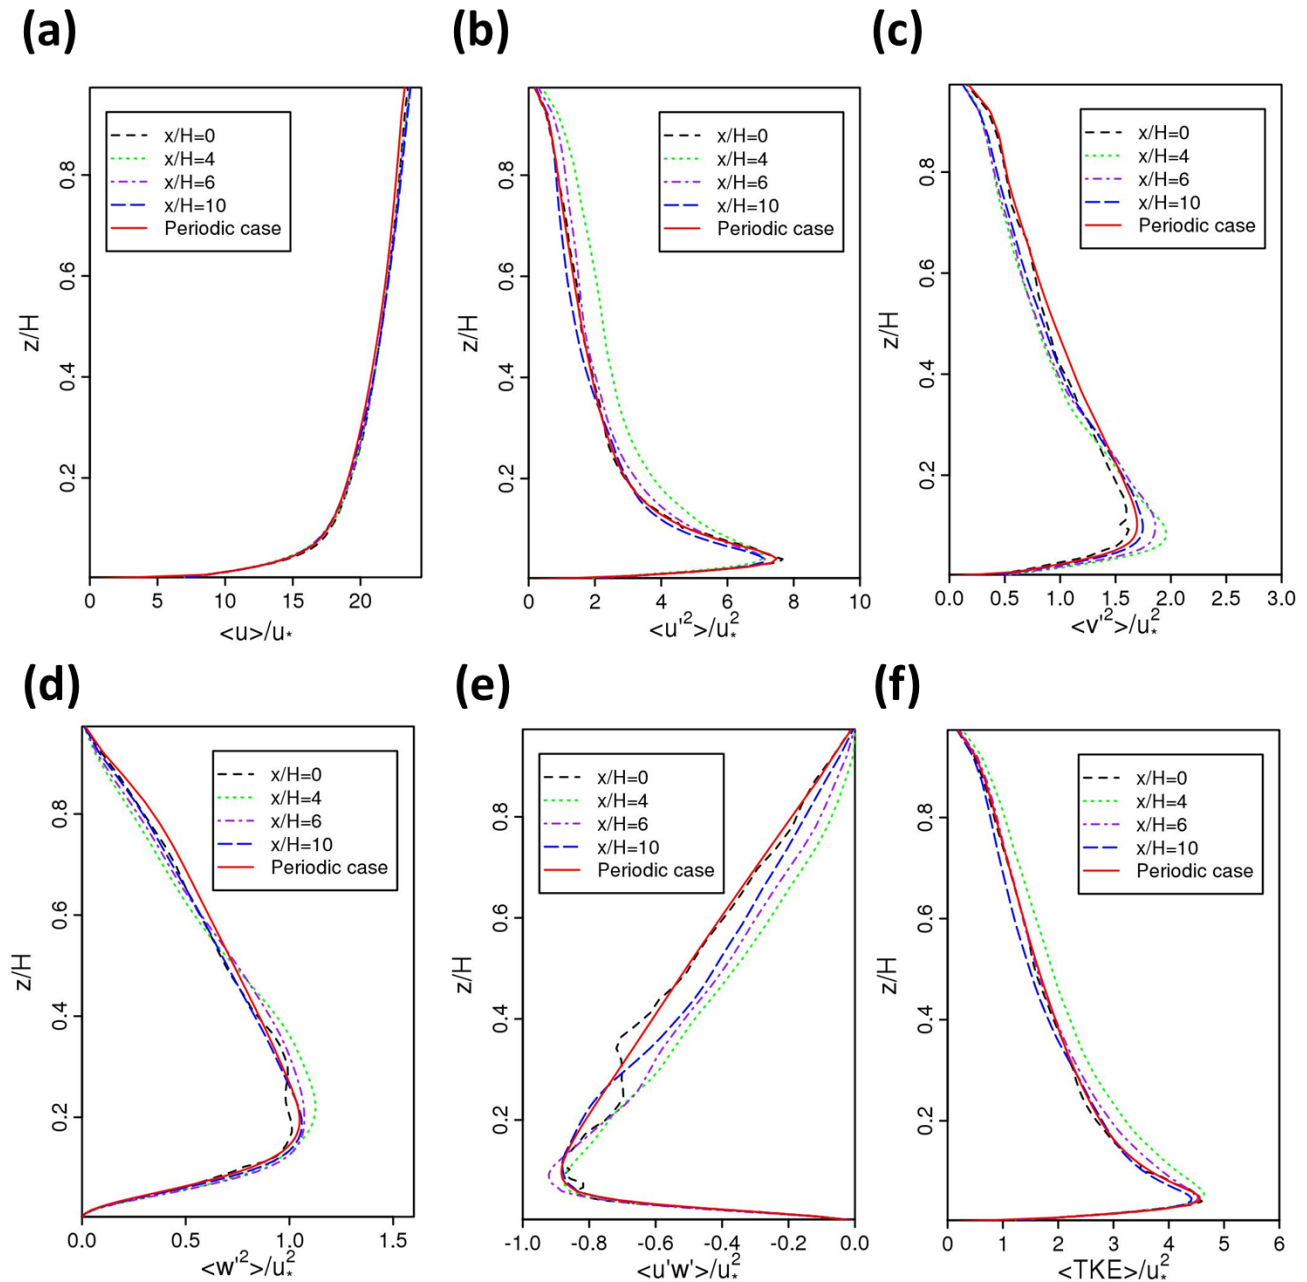 (a)
x/H=0
x/H=4
x/H=6
x/H=10
Periodic case
z/H
0.2
0.4
0.6
0.8
0 5 10 15 20
<u>/u*
(b)
x/H=0
x/H=4
x/H=6
x/H=10
Periodic case
z/H
0.2
0.4
0.6
0.8
0 2 4 6 8 10
<u'²>/u*²
(c)
x/H=0
x/H=4
x/H=6
x/H=10
Periodic case
z/H
0.2
0.4
0.6
0.8
0.0 0.5 1.0 1.5 2.0 2.5 3.0
<v'²>/u*²
(d)
x/H=0
x/H=4
x/H=6
x/H=10
Periodic case
z/H
0.2
0.4
0.6
0.8
0.0 0.5 1.0 1.5
<w'²>/u*²
(e)
x/H=0
x/H=4
x/H=6
x/H=10
Periodic case
z/H
0.2
0.4
0.6
0.8
-1.0 -0.8 -0.6 -0.4 -0.2 0.0
<u'w'>/u*²
(f)
x/H=0
x/H=4
x/H=6
x/H=10
Periodic case
z/H
0.2
0.4
0.6
0.8
0 1 2 3 4 5 6
<TKE>/u*²